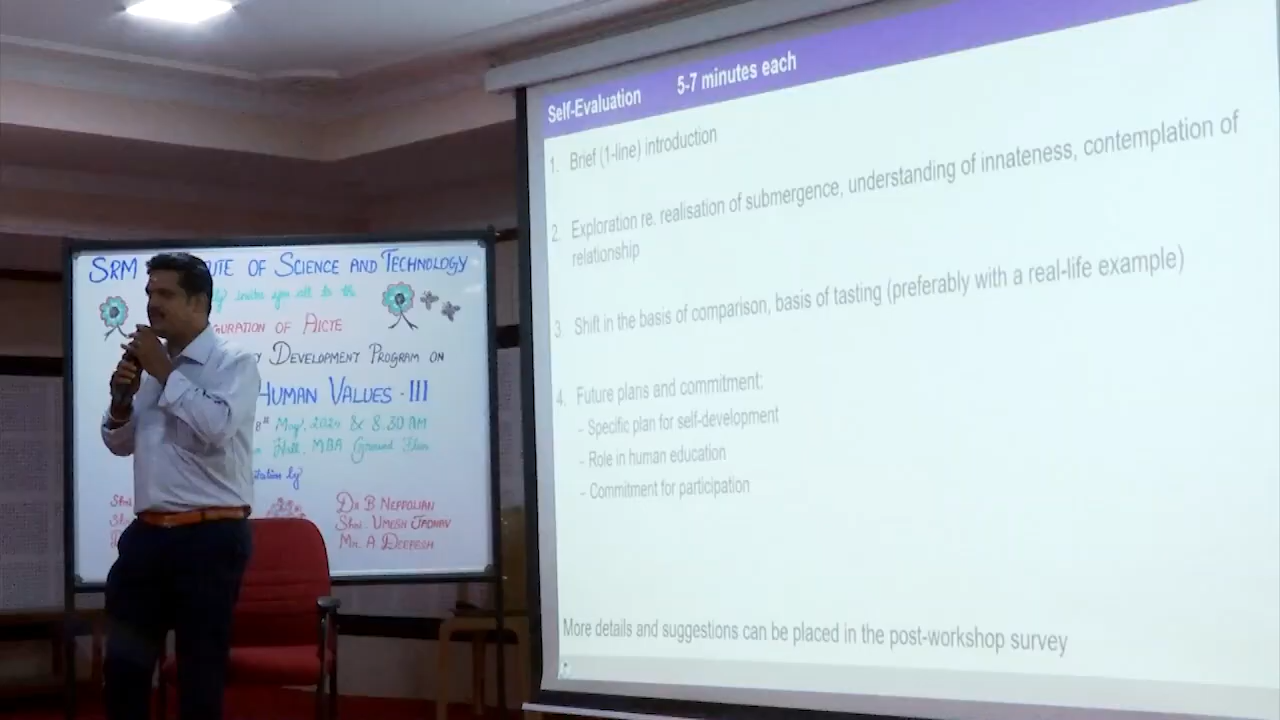 Self-Evaluation 5-7 minutes each
1. Brief (1-line) introduction
2. Exploration re. realisation of submergence, understanding of innateness, contemplation of
relationship
3. Shift in the basis of comparison, basis of tasting (preferably with a real-life example)
4. Future plans and commitment:
- Specific plan for self-development
- Role in human education
- Commitment for participation
More details and suggestions can be placed in the post-workshop survey
SRM UTE OF SCIENCE AND TECHNOLOGY
invites you all to the
GURATION OF AICTE
DEVELOPMENT PROGRAM ON
HUMAN VALUES - III
May, 2024 & 8.30 AM
Hall, MBA Ground Floor
by
DR B NEPPOLIAN
SHRI. UMESH JADHAV
MR. A DEEPESH